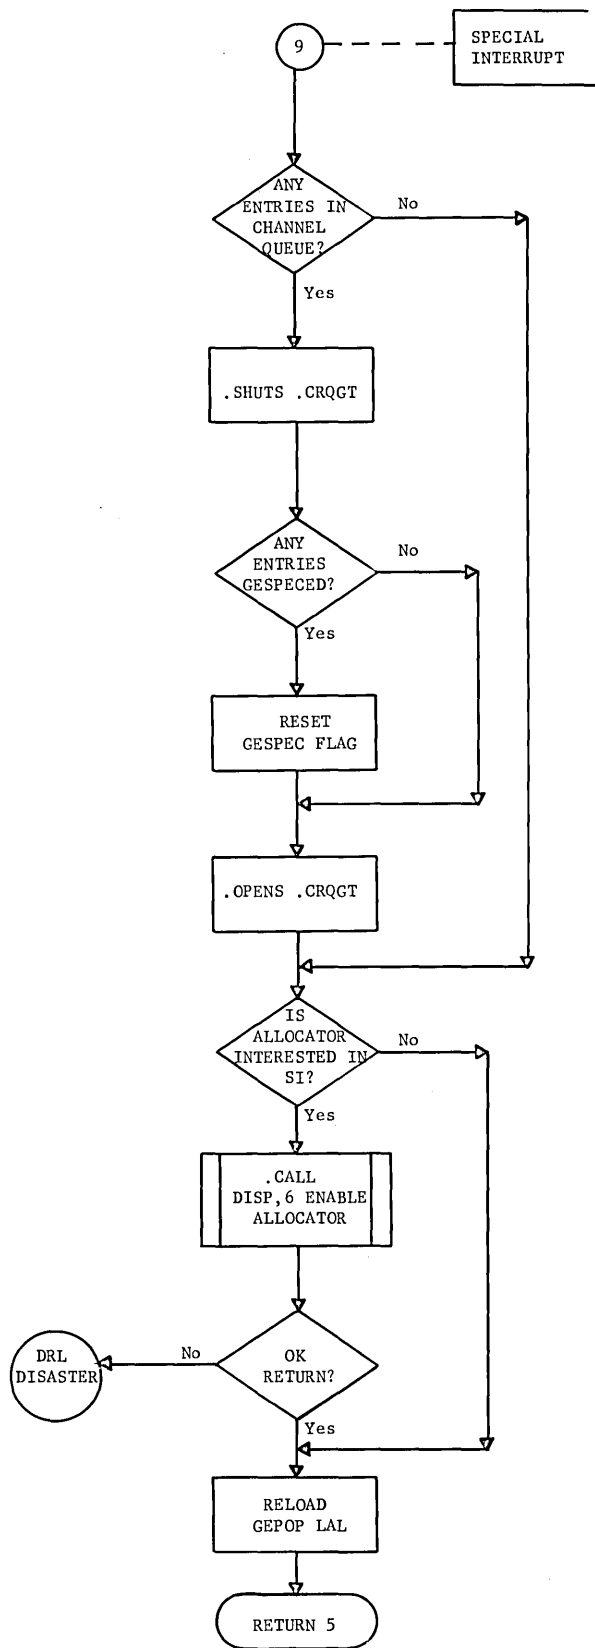 9
SPECIAL
INTERRUPT
ANY
ENTRIES IN
CHANNEL
QUEUE?
No
Yes
.SHUTS .CRQGT
ANY
ENTRIES
GESPECED?
No
Yes
RESET
GESPEC FLAG
.OPENS .CRQGT
IS
ALLOCATOR
INTERESTED IN
SI?
No
Yes
.CALL
DISP,6 ENABLE
ALLOCATOR
DRL
DISASTER
No
OK
RETURN?
Yes
RELOAD
GEPOP LAL
RETURN 5